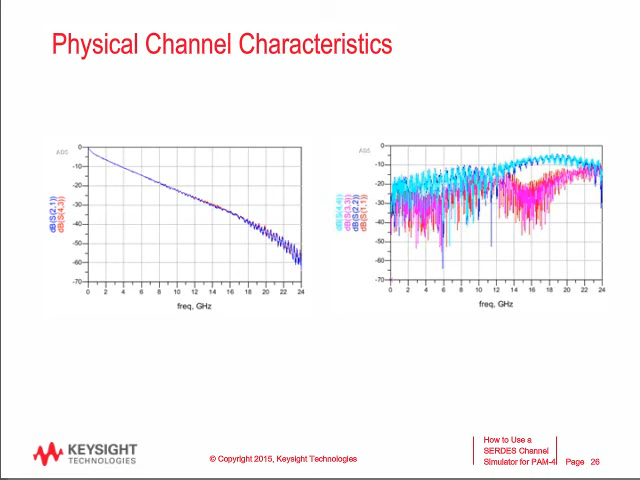 Physical Channel Characteristics
ADS
0
-10
-20
-30
-40
-50
-60
-70
dB(S(2,1))
dB(S(4,3))
0 2 4 6 8 10 12 14 16 18 20 22 24
freq, GHz
ADS
0
-10
-20
-30
-40
-50
-60
-70
dB(S(4,4))
dB(S(3,3))
dB(S(2,2))
dB(S(1,1))
0 2 4 6 8 10 12 14 16 18 20 22 24
freq, GHz
KEYSIGHT
TECHNOLOGIES
© Copyright 2015, Keysight Technologies
How to Use a
SERDES Channel
Simulator for PAM-4 Page 26